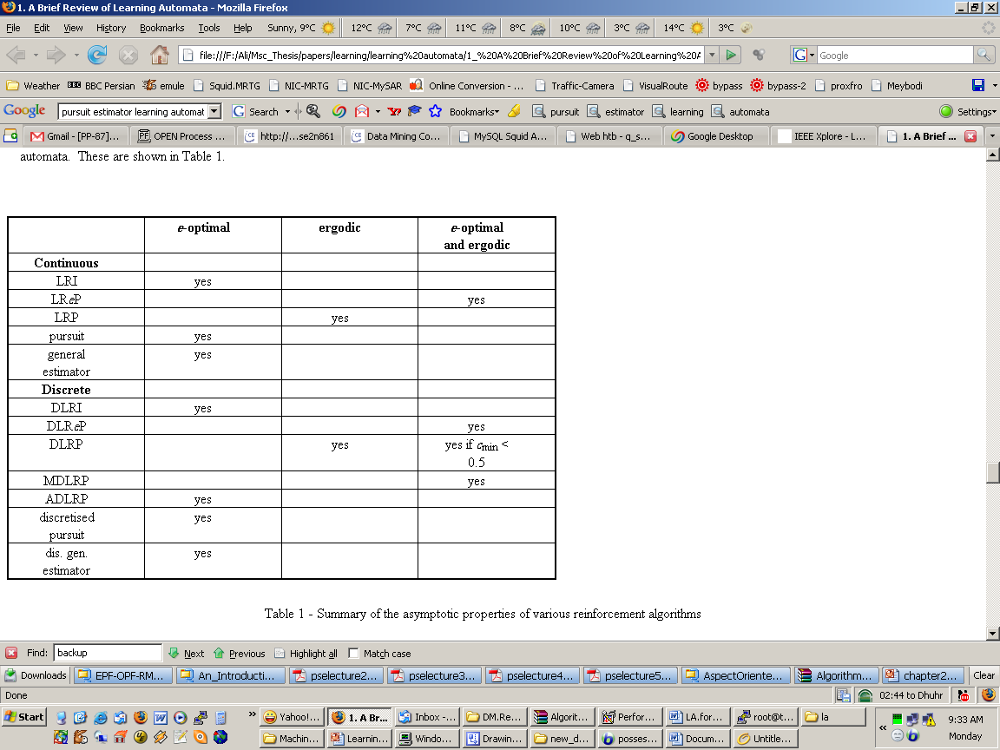 1. A Brief Review of Learning Automata - Mozilla Firefox
File Edit View History Bookmarks Tools Help Sunny, 9°C 12°C 7°C 11°C 8°C 10°C 3°C 14°C 3°C
file:///F:/Ali/Msc_Thesis/papers/learning/learning%20automata/1_%20A%20Brief%20Review%20of%20Learning%20A Google
Weather BBC Persian emule Squid.MRTG NIC-MRTG NIC-MySAR Online Conversion - ... Traffic-Camera VisualRoute bypass bypass-2 proxfro Meybodi
Google pursuit estimator learning automat Search Bookmarks pursuit estimator learning automata Settings
Gmail - [PP-87]... OPEN Process ... http://...se2n861 Data Mining Co... MySQL Squid A... Web htb - q_s... Google Desktop IEEE Xplore - L... 1. A Brief ...
automata. These are shown in Table 1.
e-optimal ergodic e-optimal
and ergodic
Continuous
LRI yes
LReP yes
LRP yes
pursuit yes
general yes
estimator
Discrete
DLRI yes
DLReP yes
DLRP yes yes if cmin <
0.5
MDLRP yes
ADLRP yes
discretised yes
pursuit
dis. gen. yes
estimator
Table 1 - Summary of the asymptotic properties of various reinforcement algorithms
Find: backup Next Previous Highlight all Match case
Downloads EPF-OPF-RM... An_Introducti... pselecture2... pselecture3... pselecture4... pselecture5... AspectOriente... Algorithm... chapter2... Clear
Done 02:44 to Dhuhr
Start Yahoo!... 1. A Br... Inbox -... DM.Re... Algorit... Perfor... LA.for... root@t... la 9:33 AM
Machin... Learnin... Windo... Drawin... new_d... posses... Docum... Untitle... Monday